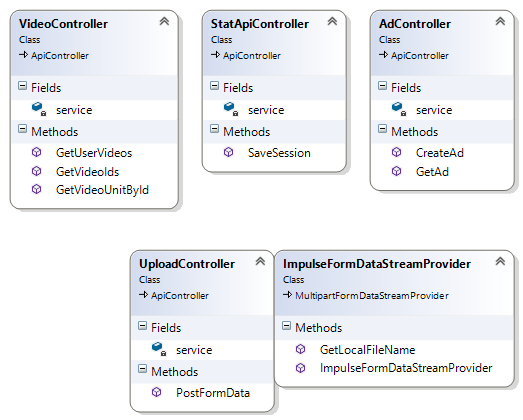 VideoController
Class
ApiController
Fields
service
Methods
GetUserVideos
GetVideoIds
GetVideoUnitById
StatApiController
Class
ApiController
Fields
service
Methods
SaveSession
AdController
Class
ApiController
Fields
service
Methods
CreateAd
GetAd
UploadController
Class
ApiController
Fields
service
Methods
PostFormData
ImpulseFormDataStreamProvider
Class
MultipartFormDataStreamProvider
Methods
GetLocalFileName
ImpulseFormDataStreamProvider